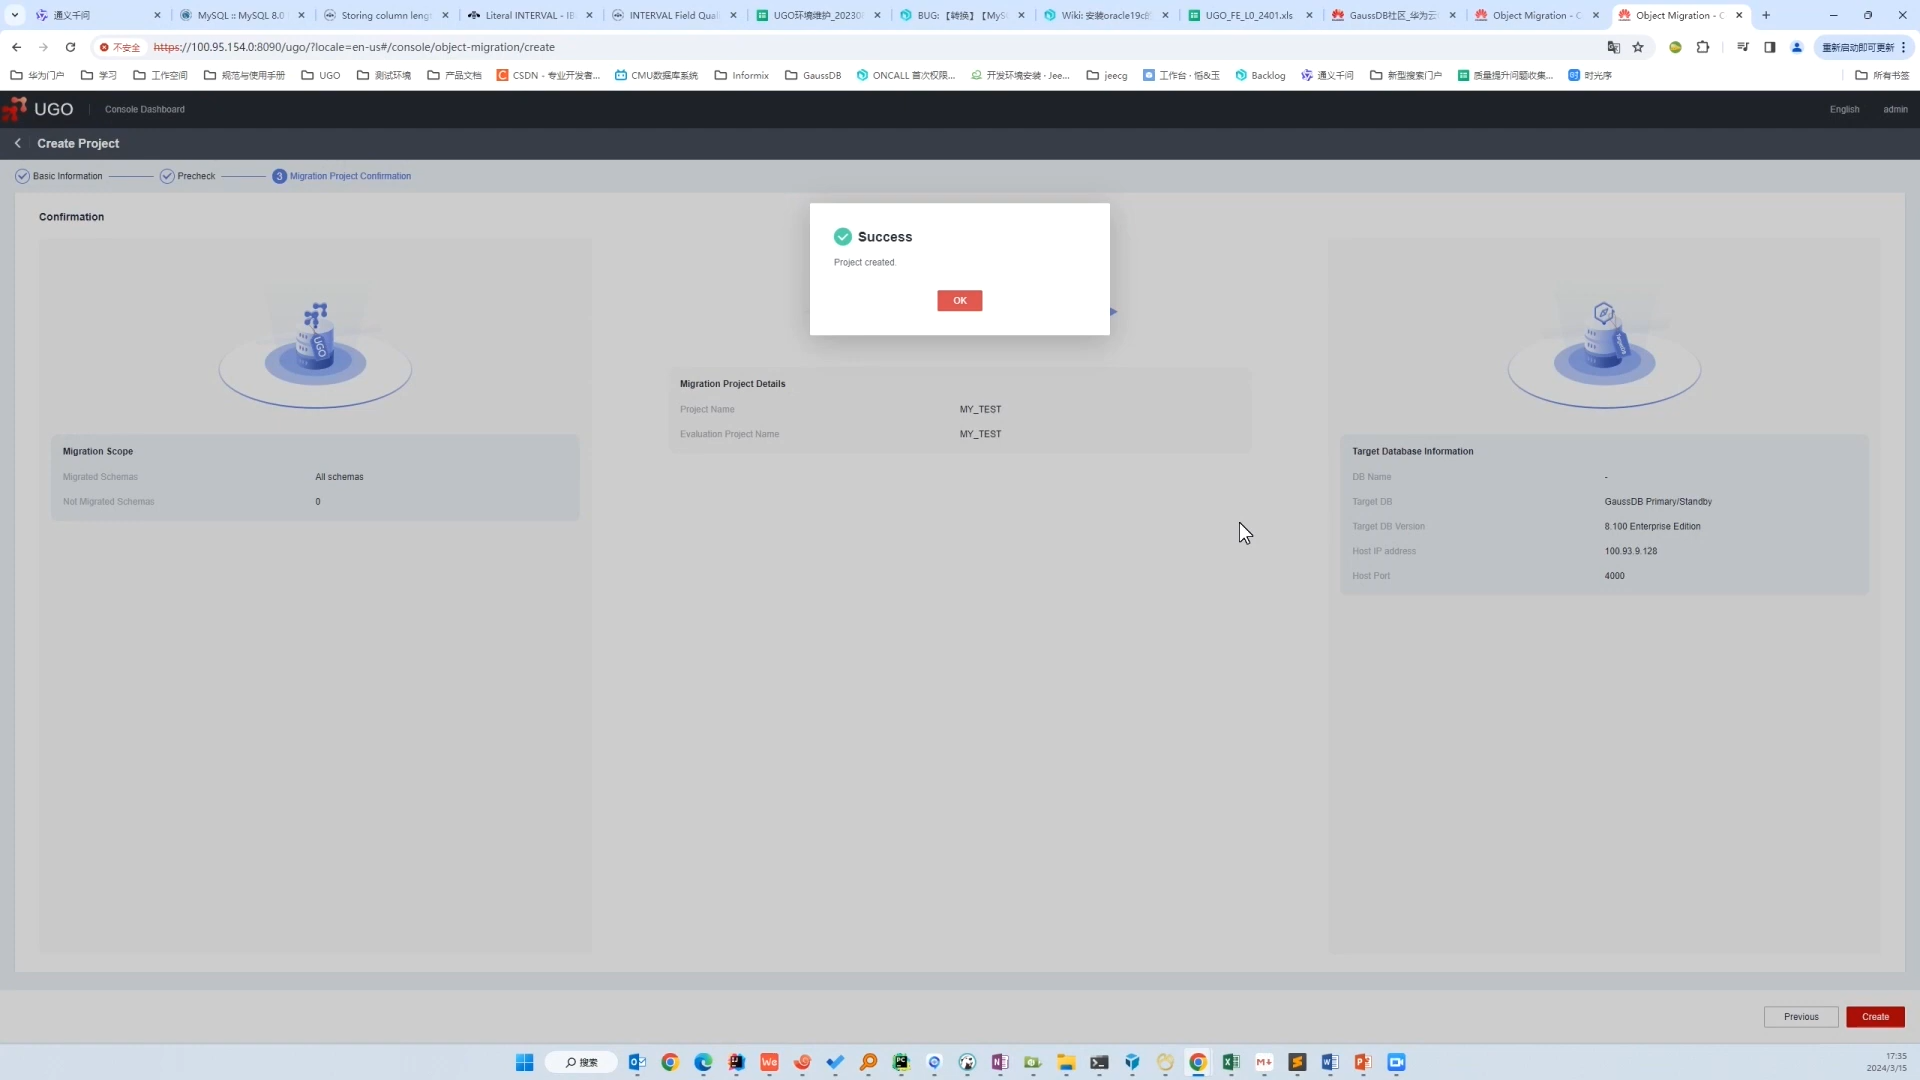 通义千问
MySQL :: MySQL 8.0
Storing column leng
Literal INTERVAL - IB
INTERVAL Field Quali
UGO环境维护_20230
BUG: 【转换】【MyS
Wiki: 安装oracle19c的
UGO_FE_L0_2401.xls
GaussDB社区_华为云
Object Migration - C
Object Migration - C
不安全 https://100.95.154.0:8090/ugo/?locale=en-us#/console/object-migration/create
重新启动即可更新
华为门户
学习
工作空间
规范与使用手册
UGO
测试环境
产品文档
CSDN - 专业开发者...
CMU数据库系统
Informix
GaussDB
ONCALL 首次权限...
开发环境安装 · Jee...
jeecg
Backlog
通义千问
新型搜索门户
质量提升问题收集...
时光序
所有书签
UGO
Console Dashboard
English
admin
Create Project
Basic Information
Precheck
3 Migration Project Confirmation
Confirmation
Success
Project created.
OK
UGO
Migration Project Details
Project Name MY_TEST
Evaluation Project Name MY_TEST
Migration Scope
Migrated Schemas All schemas
Not Migrated Schemas 0
Target Database Information
DB Name -
Target DB GaussDB Primary/Standby
Target DB Version 8.100 Enterprise Edition
Host IP address 100.93.9.128
Host Port 4000
Previous
Create
搜索
17:35
2024/3/15